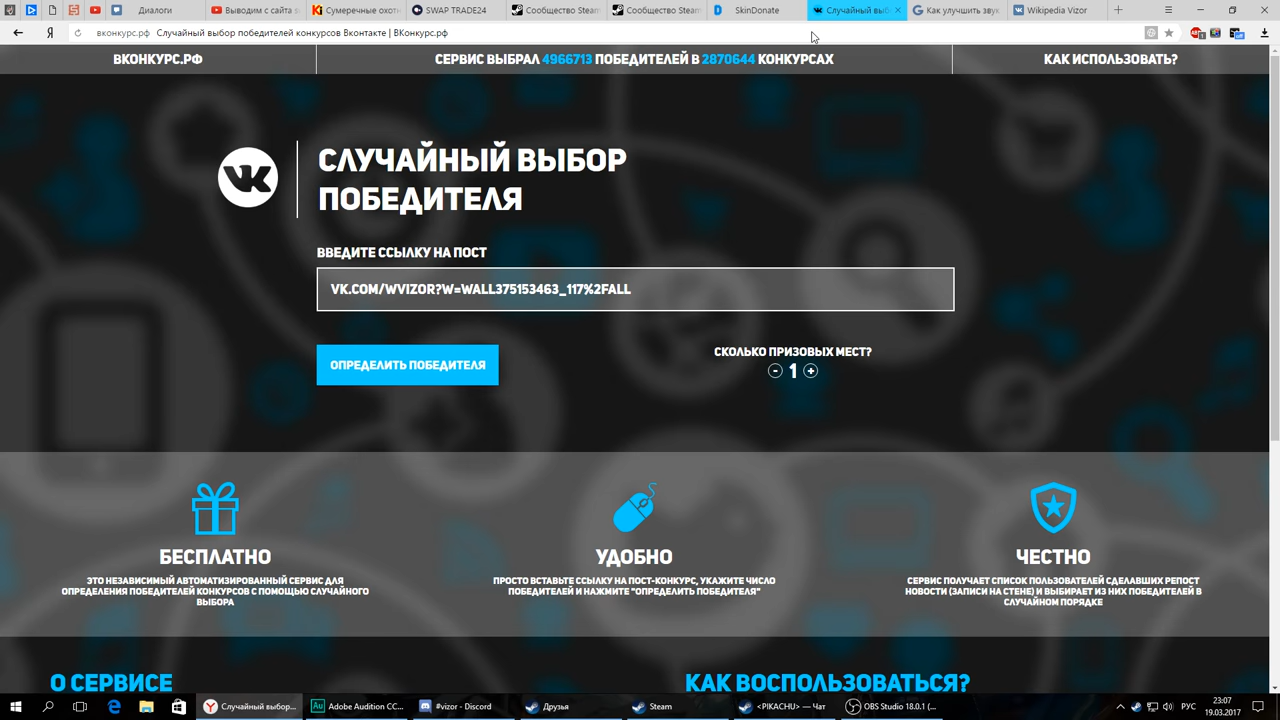 Диалоги
Выводим с сайта s
Сумеречные охот
SWAP TRADE24
Сообщество Steam
Сообщество Steam
SkinDonate
Случайный выб
Как улучшить звук
Wikipedia Vizor
вконкурс.рф Случайный выбор победителей конкурсов Вконтакте | ВКонкурс.рф
ВКОНКУРС.РФ
СЕРВИС ВЫБРАЛ 4966713 ПОБЕДИТЕЛЕЙ В 2870644 КОНКУРСАХ
КАК ИСПОЛЬЗОВАТЬ?
СЛУЧАЙНЫЙ ВЫБОР
ПОБЕДИТЕЛЯ
ВВЕДИТЕ ССЫЛКУ НА ПОСТ
VK.COM/WVIZOR?W=WALL375153463_117%2FALL
ОПРЕДЕЛИТЬ ПОБЕДИТЕЛЯ
СКОЛЬКО ПРИЗОВЫХ МЕСТ?
- 1 +
БЕСПЛАТНО
ЭТО НЕЗАВИСИМЫЙ АВТОМАТИЗИРОВАННЫЙ СЕРВИС ДЛЯ
ОПРЕДЕЛЕНИЯ ПОБЕДИТЕЛЕЙ КОНКУРСОВ С ПОМОЩЬЮ СЛУЧАЙНОГО
ВЫБОРА
УДОБНО
ПРОСТО ВСТАВЬТЕ ССЫЛКУ НА ПОСТ-КОНКУРС, УКАЖИТЕ ЧИСЛО
ПОБЕДИТЕЛЕЙ И НАЖМИТЕ "ОПРЕДЕЛИТЬ ПОБЕДИТЕЛЯ"
ЧЕСТНО
СЕРВИС ПОЛУЧАЕТ СПИСОК ПОЛЬЗОВАТЕЛЕЙ СДЕЛАВШИХ РЕПОСТ
НОВОСТИ (ЗАПИСИ НА СТЕНЕ) И ВЫБИРАЕТ ИЗ НИХ ПОБЕДИТЕЛЕЙ В
СЛУЧАЙНОМ ПОРЯДКЕ
О СЕРВИСЕ
КАК ВОСПОЛЬЗОВАТЬСЯ?
Случайный выбор...
Adobe Audition CC...
#vizor - Discord
Друзья
Steam
<PIKACHU> — Чат
OBS Studio 18.0.1 (...
РУС
23:07
19.03.2017